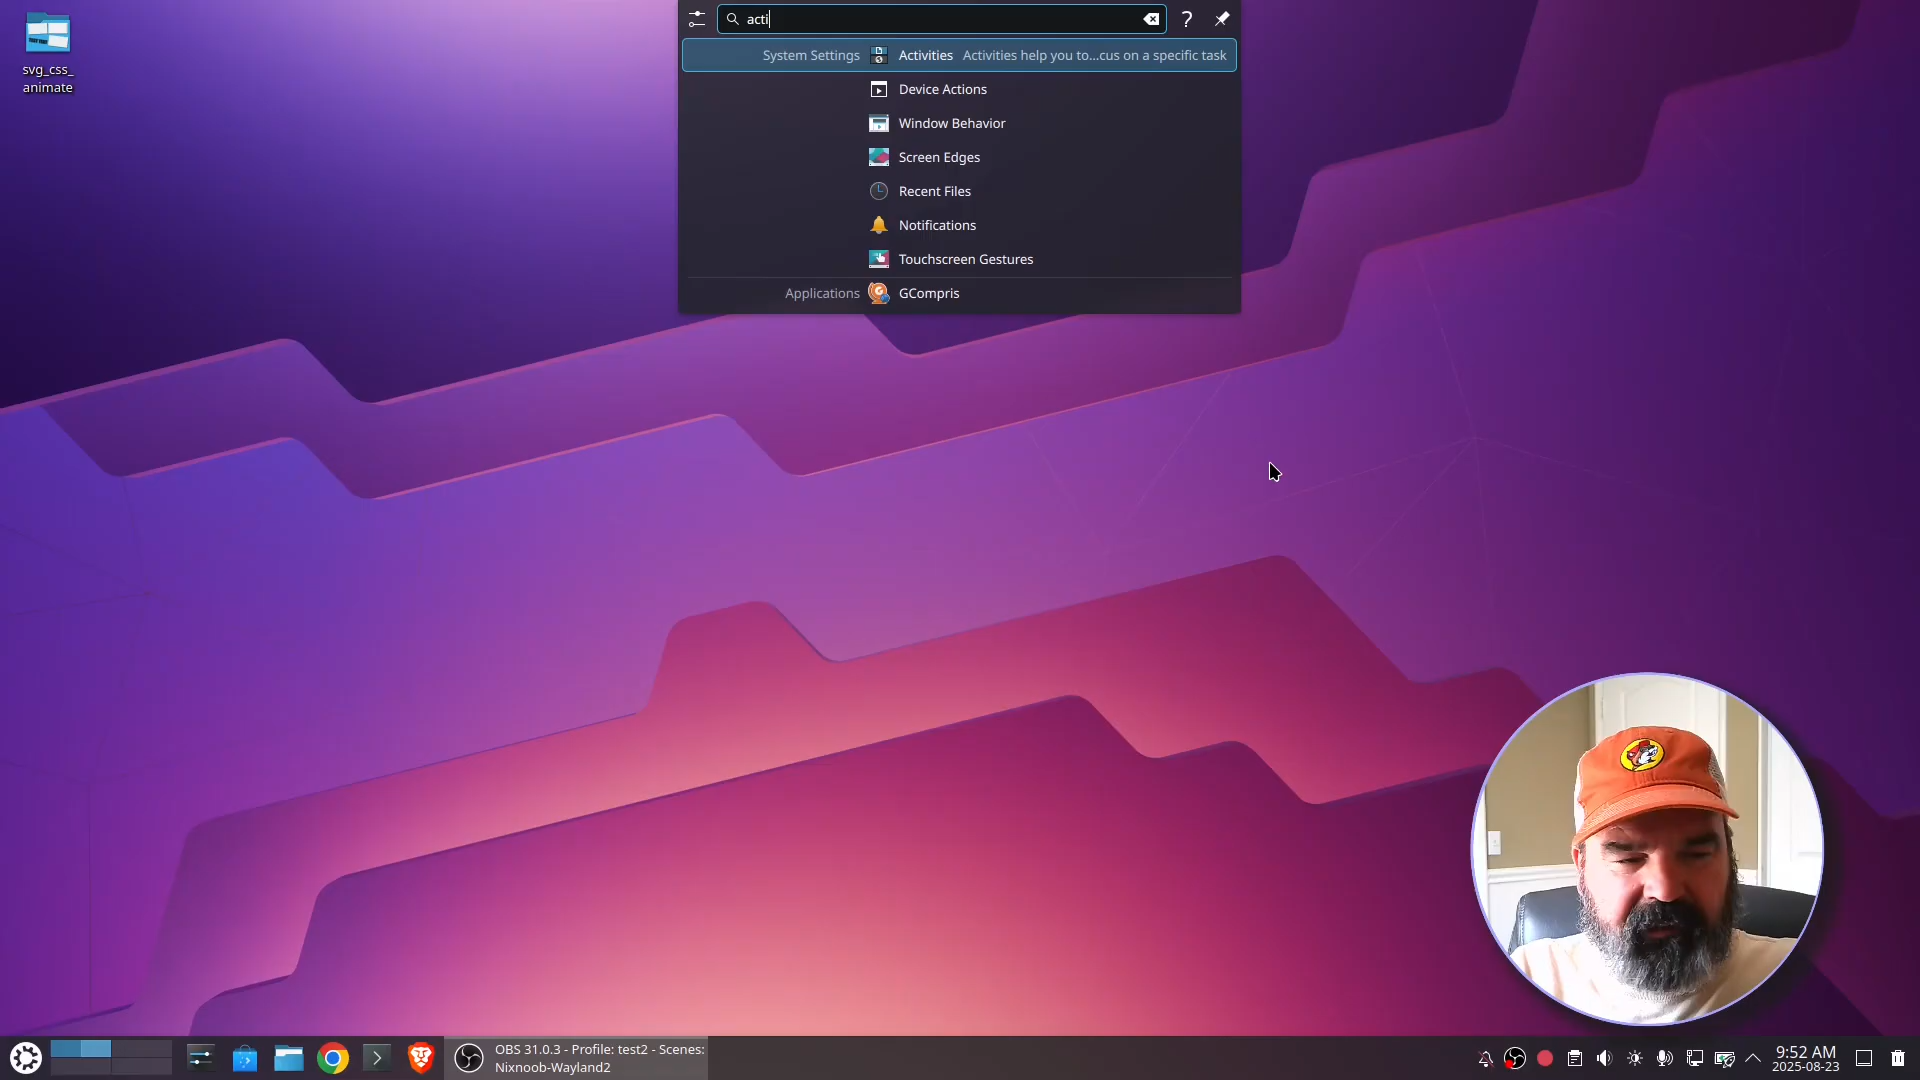 svg_css_
animate
acti
System Settings Activities Activities help you to...cus on a specific task
Device Actions
Window Behavior
Screen Edges
Recent Files
Notifications
Touchscreen Gestures
Applications GCompris
OBS 31.0.3 - Profile: test2 - Scenes:
Nixnoob-Wayland2
9:52 AM
2025-08-23